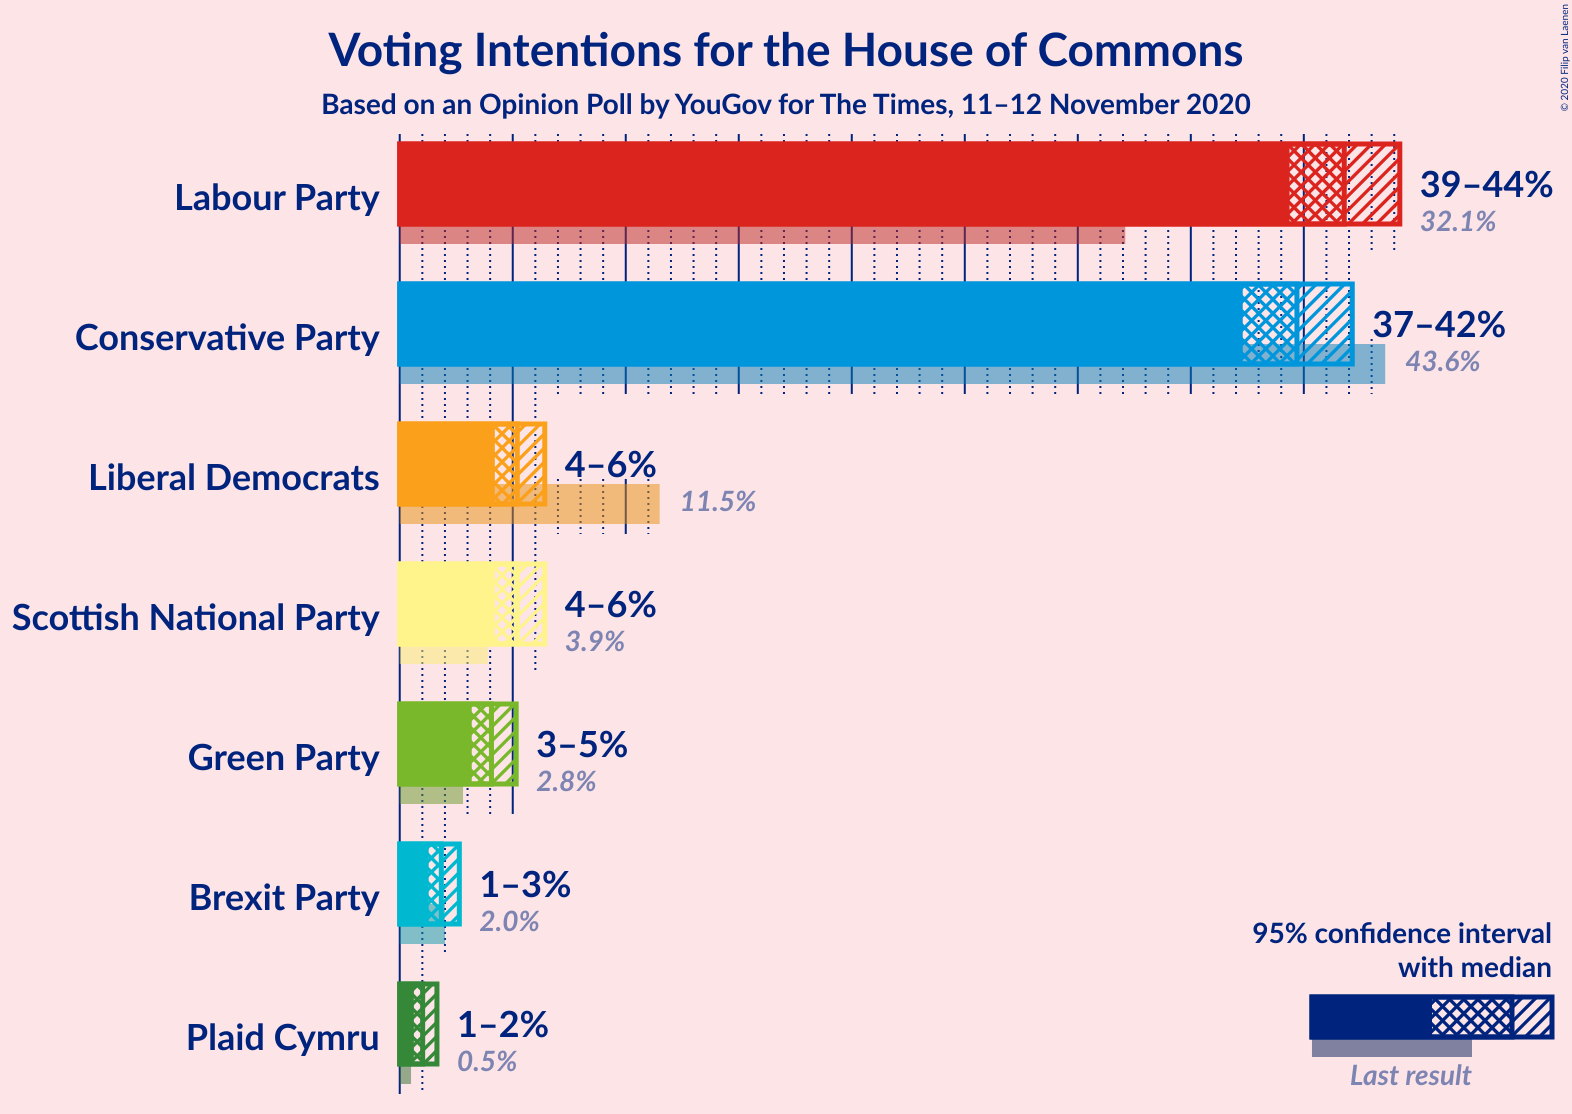 Voting Intentions for the House of Commons
Based on an Opinion Poll by YouGov for The Times, 11–12 November 2020
© 2020 Filip van Laenen
Labour Party
39–44%
32.1%
Conservative Party
37–42%
43.6%
Liberal Democrats
4–6%
11.5%
Scottish National Party
4–6%
3.9%
Green Party
3–5%
2.8%
Brexit Party
1–3%
2.0%
Plaid Cymru
1–2%
0.5%
95% confidence interval
with median
Last result